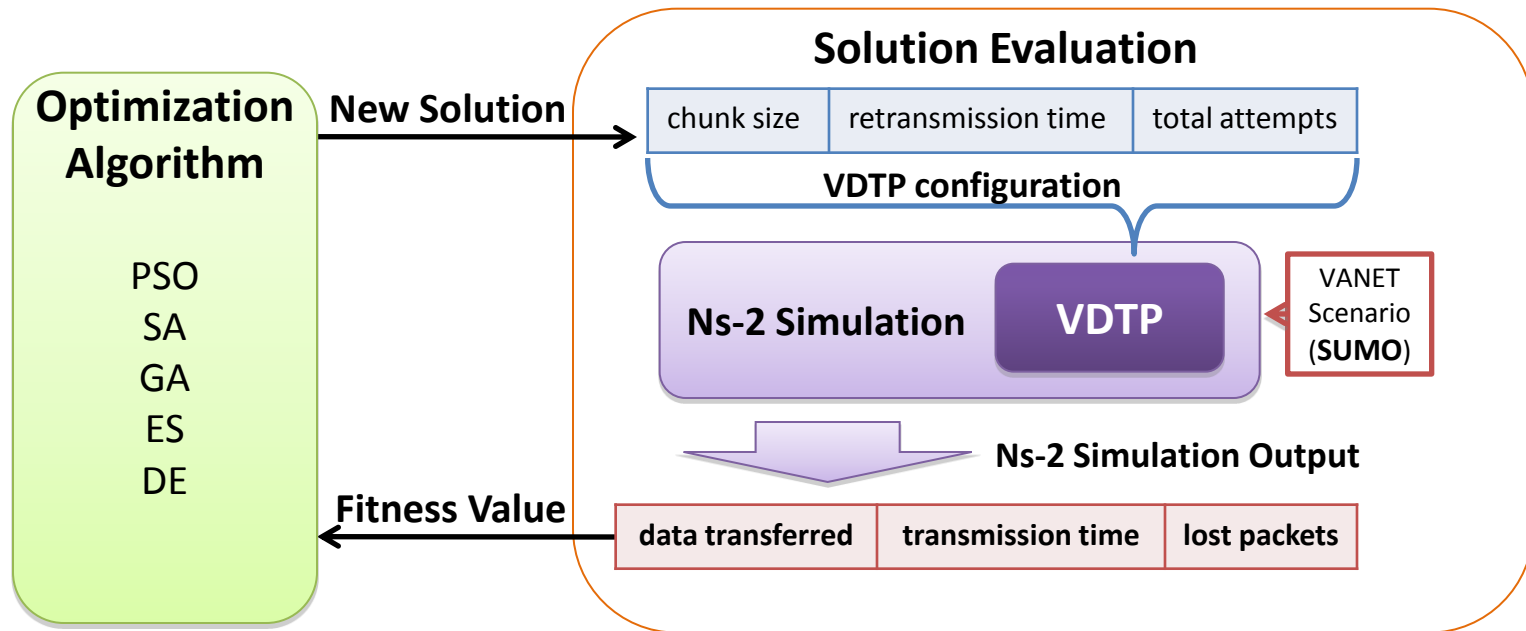 Optimization
Algorithm
PSO
SA
GA
ES
DE
New Solution
Fitness Value
Solution Evaluation
chunk size retransmission time total attempts
VDTP configuration
Ns-2 Simulation
VDTP
VANET
Scenario
(SUMO)
Ns-2 Simulation Output
data transferred transmission time lost packets